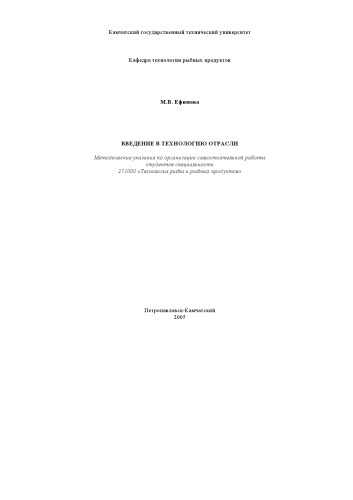 Камчатский государственный технический университет
Кафедра технологии рыбных продуктов
М.В. Ефимова
ВВЕДЕНИЕ В ТЕХНОЛОГИЮ ОТРАСЛИ
Методические указания по организации самостоятельной работы
студентов специальности
271000 «Технология рыбы и рыбных продуктов»
Петропавловск-Камчатский
2005